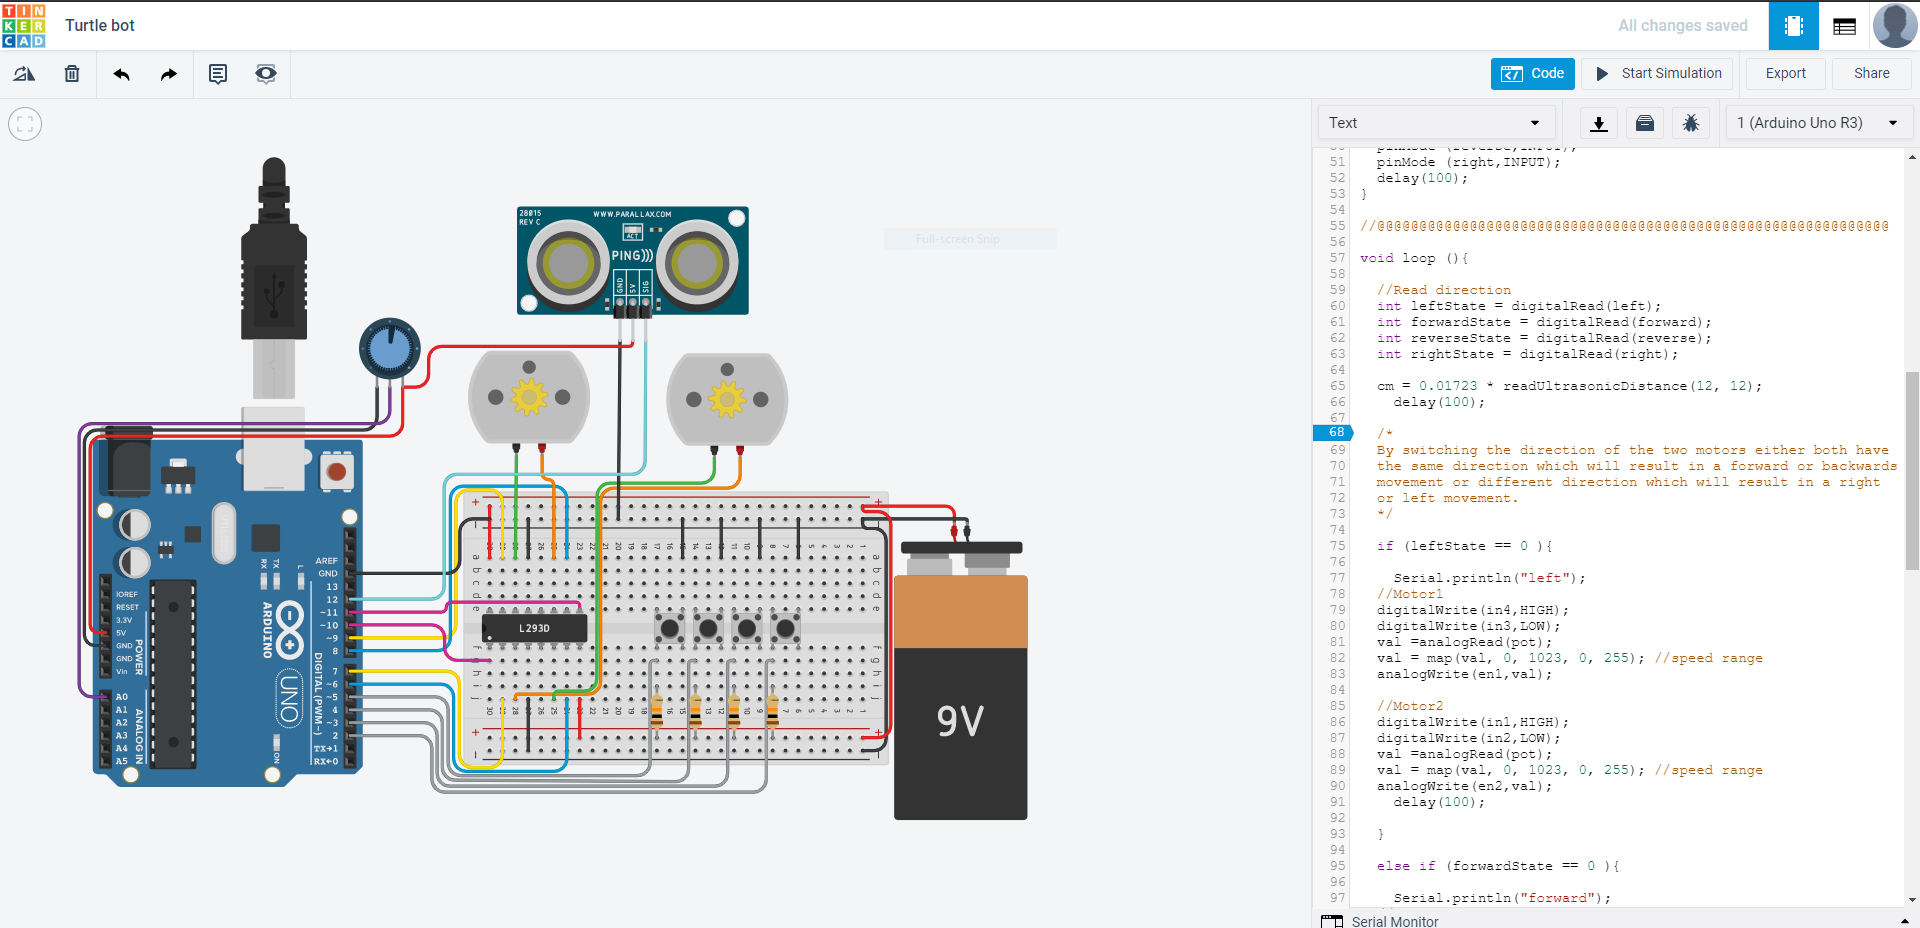 TIN
KER
CAD
Turtle bot
All changes saved
Code
Start Simulation
Export
Share
Text
1 (Arduino Uno R3)
Full-screen Snip
28015
REV C
WWW.PARALLAX.COM
ACT
PING)))
GND
5V
SIG
AREF
GND
13
12
~11
~10
~9
8
7
~6
~5
4
~3
2
TX→1
RX←0
IOREF
RESET
3.3V
5V
GND
GND
Vin
A0
A1
A2
A3
A4
A5
POWER
ANALOG IN
DIGITAL (PWM~)
ARDUINO
UNO
RX
TX
L
ON
L293D
9V
51 pinMode (right,INPUT);
52 delay(100);
53 }
54
55 //@@@@@@@@@@@@@@@@@@@@@@@@@@@@@@@@@@@@@@@@@@@@@@@@@@@@@@@@@@@@@
56
57 void loop (){
58
59 //Read direction
60 int leftState = digitalRead(left);
61 int forwardState = digitalRead(forward);
62 int reverseState = digitalRead(reverse);
63 int rightState = digitalRead(right);
64
65 cm = 0.01723 * readUltrasonicDistance(12, 12);
66 delay(100);
67
68 /*
69 By switching the direction of the two motors either both have
70 the same direction which will result in a forward or backwards
71 movement or different direction which will result in a right
72 or left movement.
73 */
74
75 if (leftState == 0 ){
76
77 Serial.println("left");
78 //Motor1
79 digitalWrite(in4,HIGH);
80 digitalWrite(in3,LOW);
81 val =analogRead(pot);
82 val = map(val, 0, 1023, 0, 255); //speed range
83 analogWrite(en1,val);
84
85 //Motor2
86 digitalWrite(in1,HIGH);
87 digitalWrite(in2,LOW);
88 val =analogRead(pot);
89 val = map(val, 0, 1023, 0, 255); //speed range
90 analogWrite(en2,val);
91 delay(100);
92
93 }
94
95 else if (forwardState == 0 ){
96
97 Serial.println("forward");
Serial Monitor